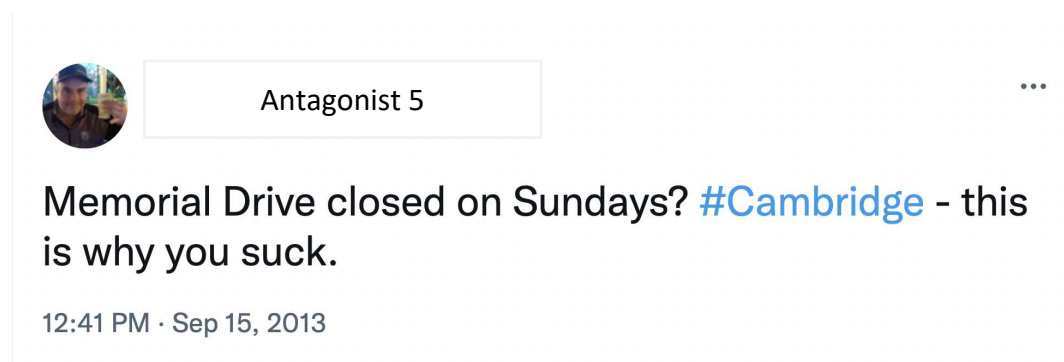 Antagonist 5
Memorial Drive closed on Sundays? #Cambridge - this
is why you suck.
12:41 PM · Sep 15, 2013